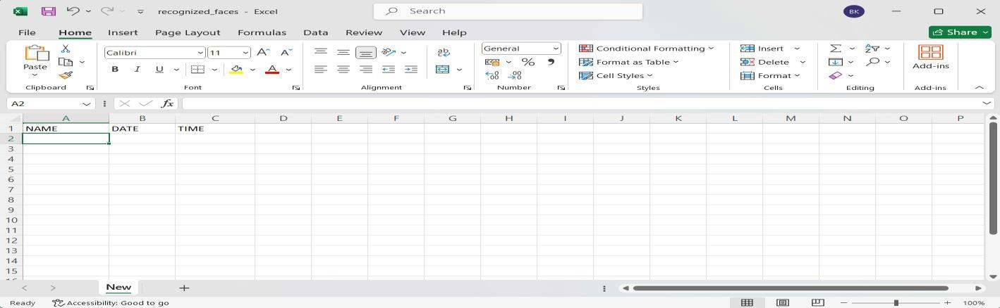 recognized_faces - Excel
Search
BK
File Home Insert Page Layout Formulas Data Review View Help Share
Paste
Calibri 11
B I U A
ab
General
% 9
Conditional Formatting
Format as Table
Cell Styles
Insert
Delete
Format
Add-ins
Clipboard Font Alignment Number Styles Cells Editing Add-ins
A2 fx
A B C D E F G H I J K L M N O P
1 NAME DATE TIME
2
3
4
5
6
7
8
9
10
11
12
13
14
15
New
Ready Accessibility: Good to go 100%